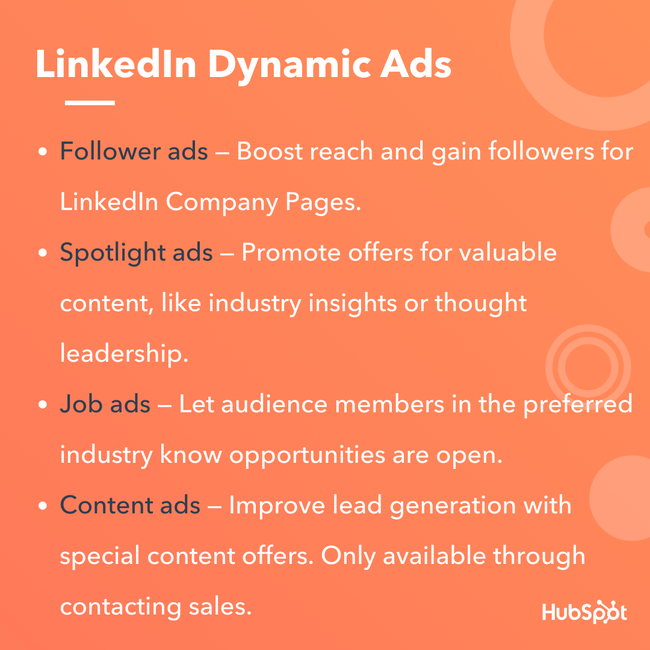 LinkedIn Dynamic Ads
• Follower ads – Boost reach and gain followers for
LinkedIn Company Pages.
• Spotlight ads – Promote offers for valuable
content, like industry insights or thought
leadership.
• Job ads – Let audience members in the preferred
industry know opportunities are open.
• Content ads – Improve lead generation with
special content offers. Only available through
contacting sales.
HubSpot